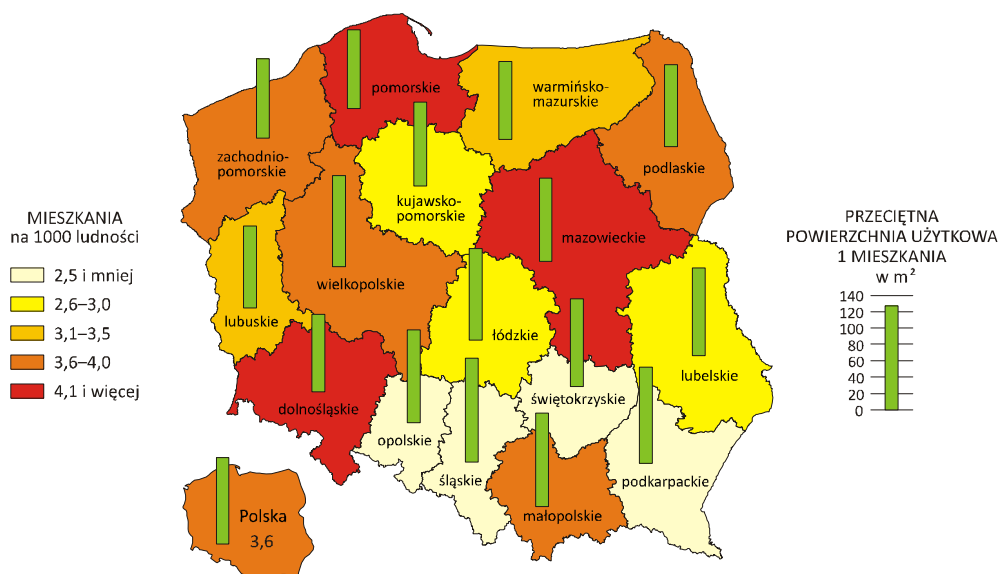 MIESZKANIA
na 1000 ludności
2,5 i mniej
2,6–3,0
3,1–3,5
3,6–4,0
4,1 i więcej
pomorskie
warmińsko-
mazurskie
zachodnio-
pomorskie
podlaskie
kujawsko-
pomorskie
mazowieckie
wielkopolskie
lubuskie
łódzkie
lubelskie
dolnośląskie
świętokrzyskie
opolskie
śląskie
podkarpackie
małopolskie
Polska
3,6
PRZECIĘTNA
POWIERZCHNIA UŻYTKOWA
1 MIESZKANIA
w m²
140
120
100
80
60
40
20
0